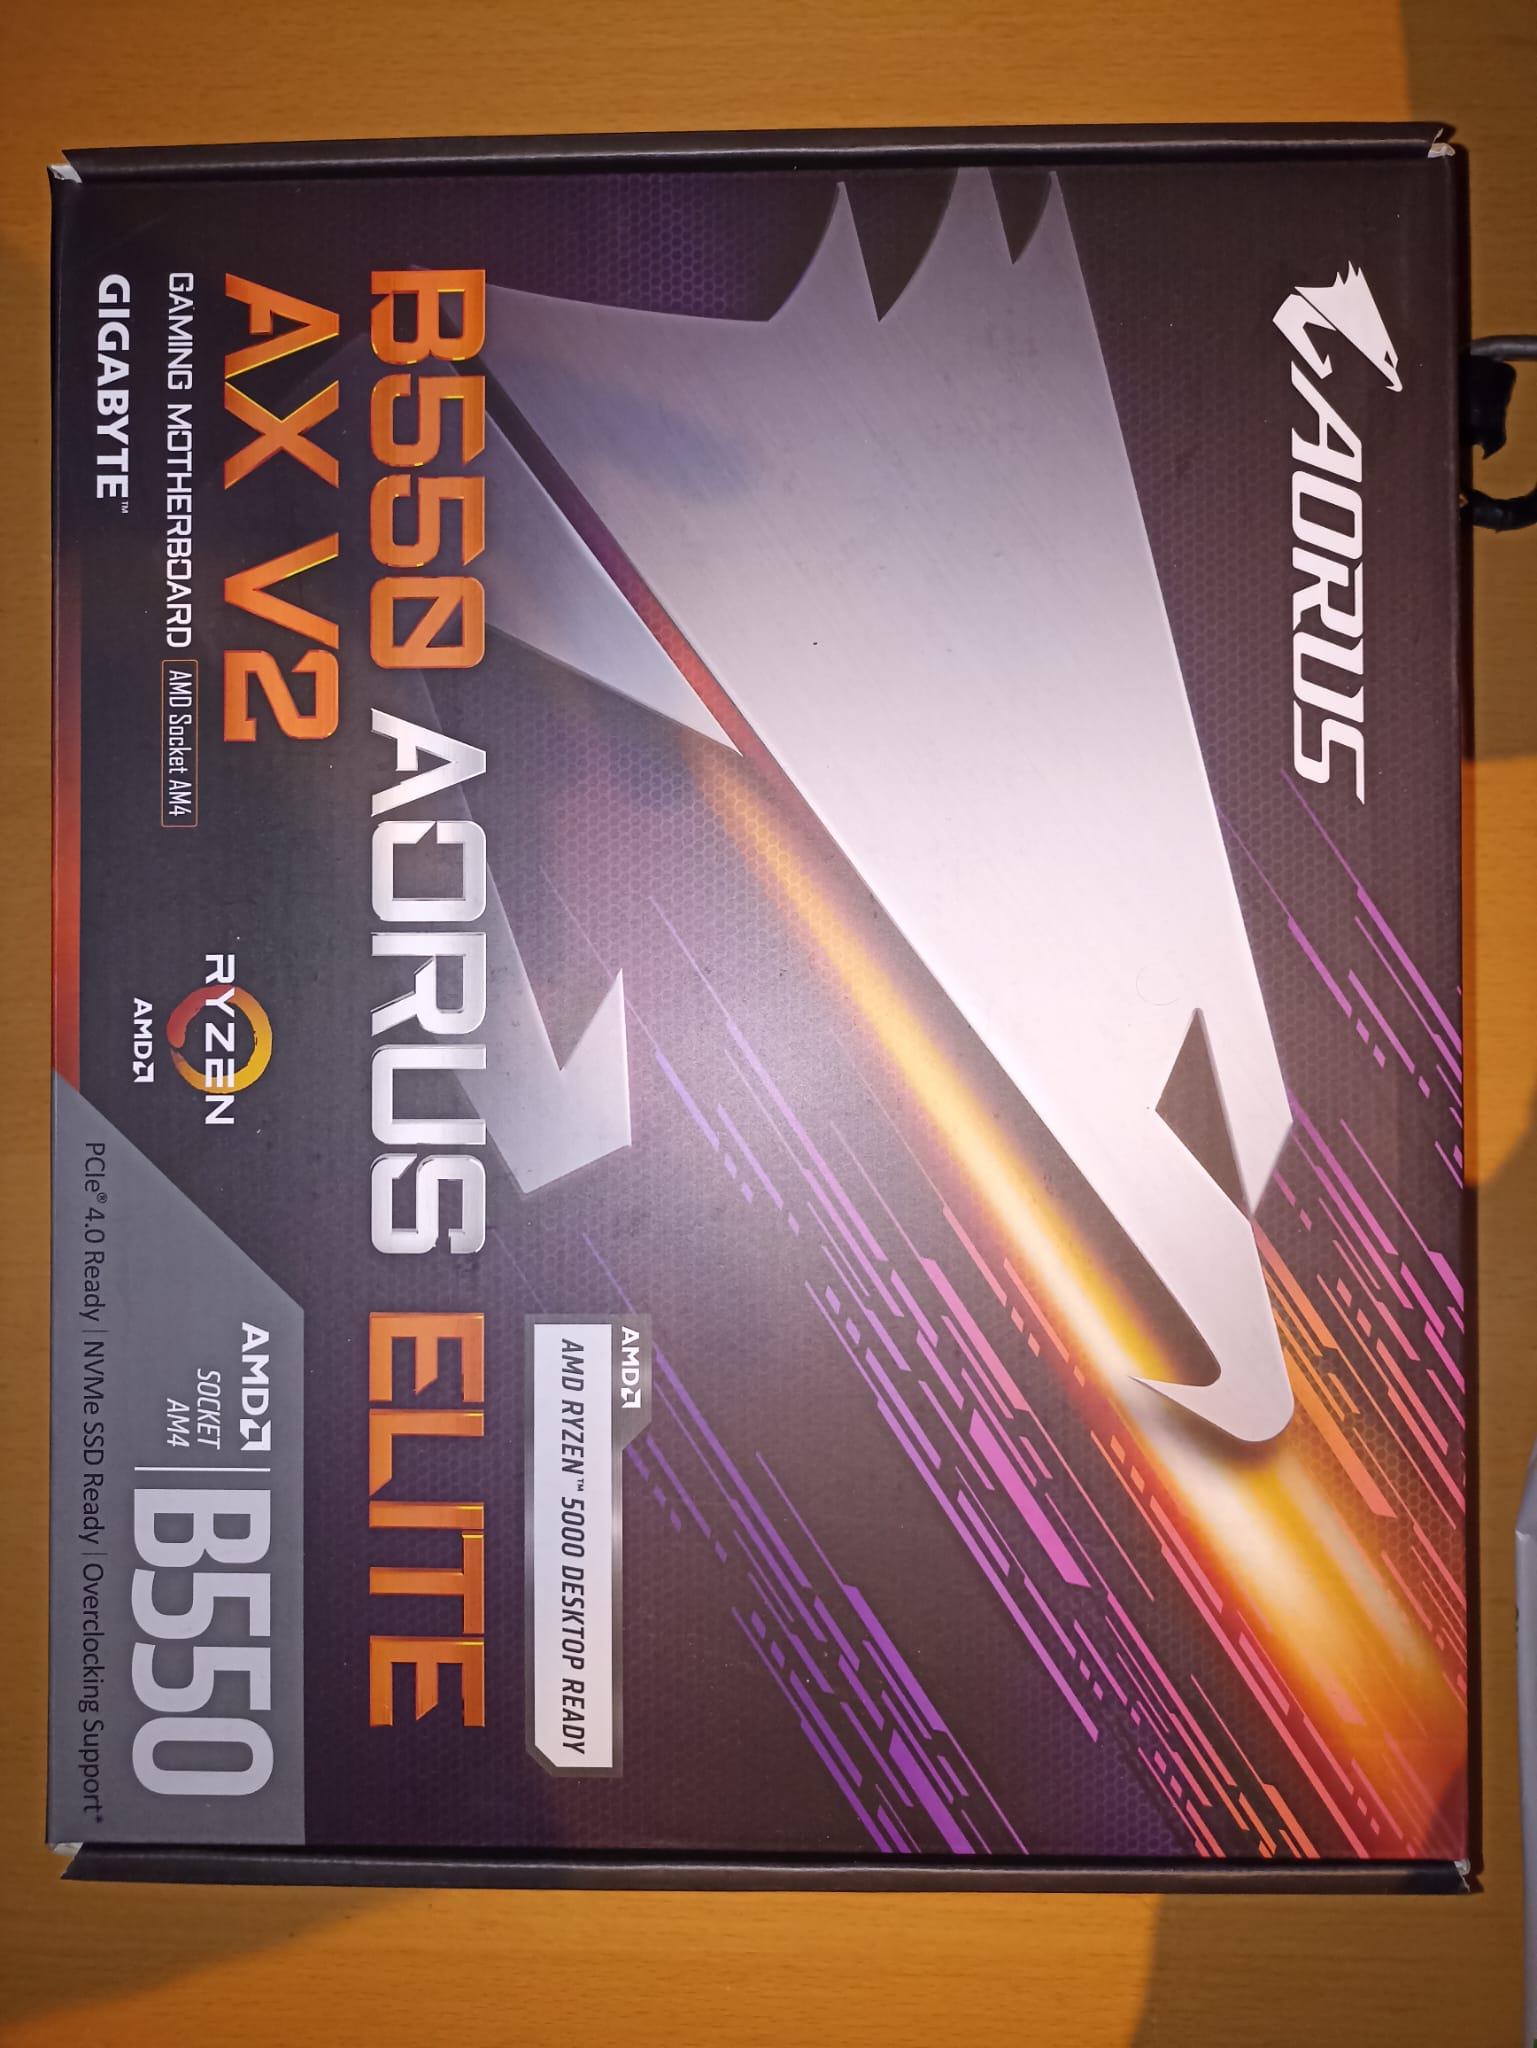 AORUS
AMD
AMD RYZEN™ 5000 DESKTOP READY
B550 AORUS ELITE
AX V2
GAMING MOTHERBOARD AMD Socket AM4
GIGABYTE™
RYZEN
AMD
AMD
SOCKET
AM4
B550
PCIe® 4.0 Ready | NVMe SSD Ready | Overclocking Support*